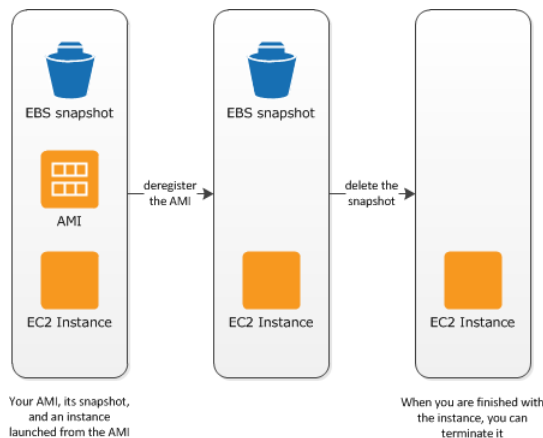 EBS snapshot
AMI
EC2 Instance
deregister
the AMI
EBS snapshot
EC2 Instance
delete the
snapshot
EC2 Instance
Your AMI, its snapshot,
and an instance
launched from the AMI
When you are finished with
the instance, you can
terminate it